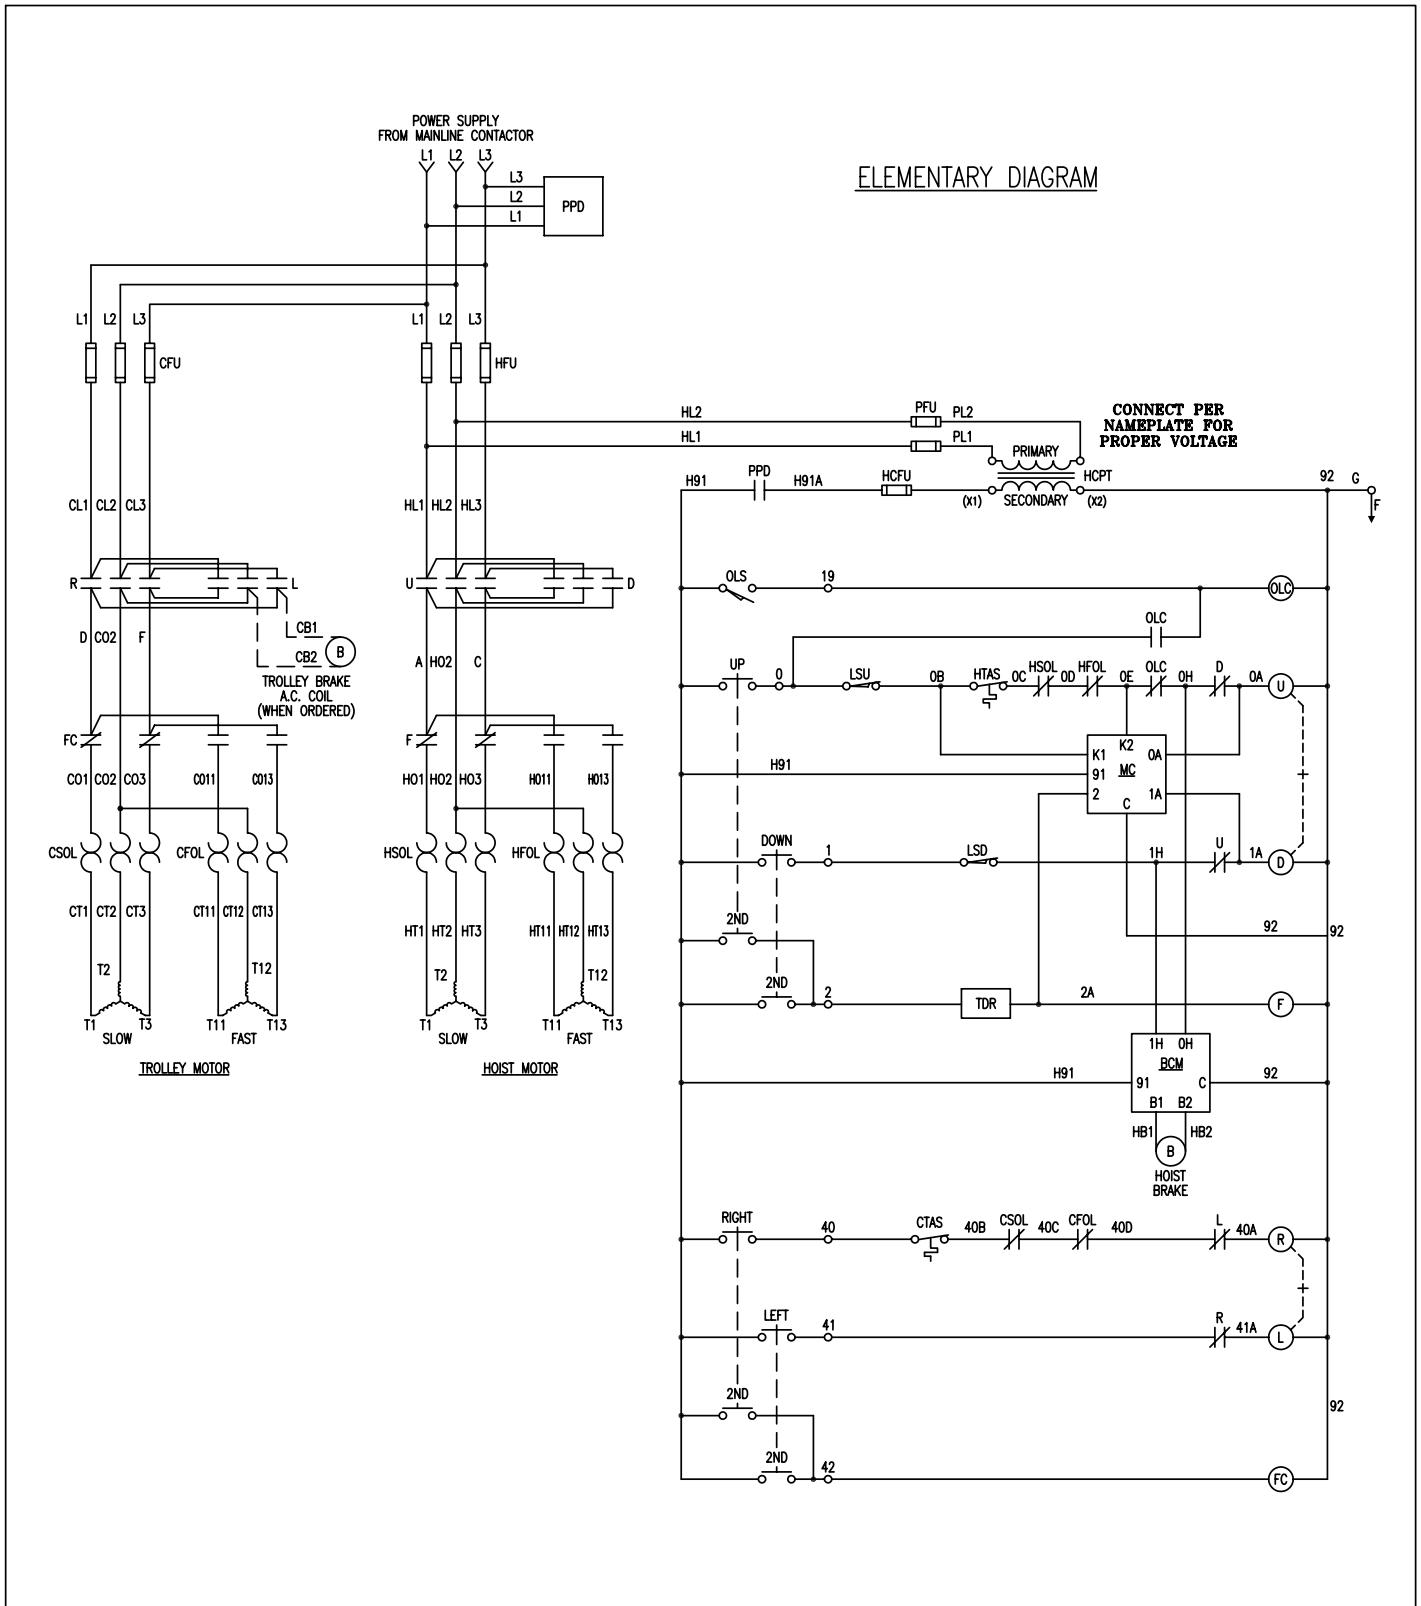 POWER SUPPLY
FROM MAINLINE CONTACTOR
L1 L2 L3
ELEMENTARY DIAGRAM
L3
L2
L1
PPD
L1 L2 L3
CFU
L1 L2 L3
HFU
HL2
PFU
PL2
HL1
PL1
CONNECT PER
NAMEPLATE FOR
PROPER VOLTAGE
PRIMARY
HCPT
H91
PPD
H91A
HCFU
(X1)
SECONDARY
(X2)
92
G
F
CL1 CL2 CL3
HL1 HL2 HL3
R
L
U
D
OLS
19
OLC
D CO2 F
CB1
CB2
B
TROLLEY BRAKE
A.C. COIL
(WHEN ORDERED)
A HO2 C
OLC
UP
0
LSU
0B
HTAS
0C
HSOL
0D
HFOL
0E
OLC
0H
D
0A
U
FC
F
K2
K1
0A
H91
91
MC
2
1A
C
CO1 CO2 CO3
CO11
CO13
HO1 HO2 HO3
HO11
HO13
CSOL
CFOL
HSOL
HFOL
DOWN
1
LSD
1H
U
1A
D
CT1 CT2 CT3
CT11 CT12 CT13
HT1 HT2 HT3
HT11 HT12 HT13
2ND
92
92
T2
T12
T2
T12
2ND
2
TDR
2A
F
T1
T3
T11
T13
T1
T3
T11
T13
SLOW
FAST
SLOW
FAST
TROLLEY MOTOR
HOIST MOTOR
1H 0H
BCM
H91
91
C
92
B1 B2
HB1
HB2
B
HOIST
BRAKE
RIGHT
40
CTAS
40B
CSOL
40C
CFOL
40D
L
40A
R
LEFT
41
R
41A
L
2ND
92
2ND
42
FC